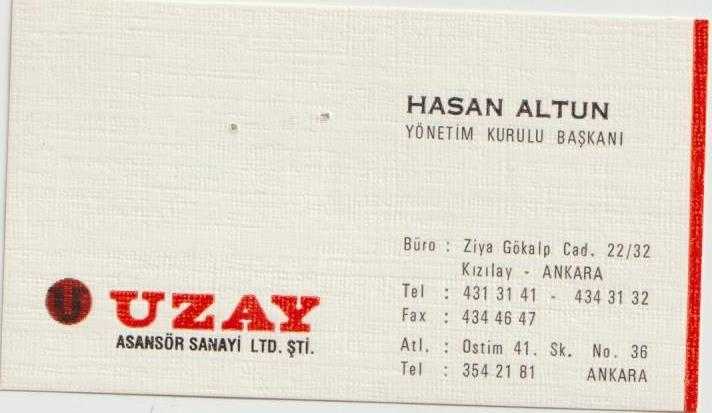 HASAN ALTUN
YÖNETİM KURULU BAŞKANI
Büro : Ziya Gökalp Cad. 22/32
Kızılay - ANKARA
Tel : 431 31 41 - 434 31 32
Fax : 434 46 47
Atl. : Ostim 41. Sk. No. 36
Tel : 354 21 81 ANKARA
U UZAY
ASANSÖR SANAYİ LTD. ŞTİ.